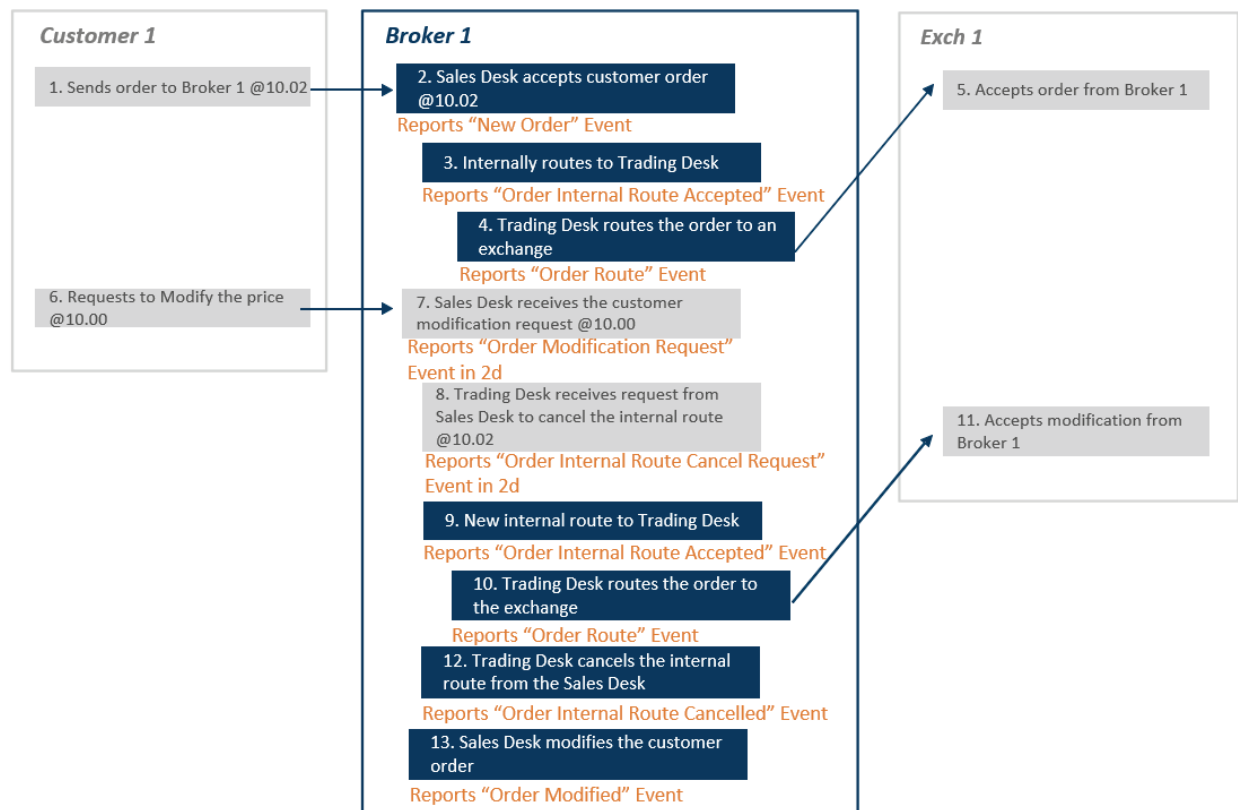 Customer 1
1. Sends order to Broker 1 @10.02
6. Requests to Modify the price
@10.00
Broker 1
2. Sales Desk accepts customer order
@10.02
Reports “New Order” Event
3. Internally routes to Trading Desk
Reports “Order Internal Route Accepted” Event
4. Trading Desk routes the order to an
exchange
Reports “Order Route” Event
7. Sales Desk receives the customer
modification request @10.00
Reports “Order Modification Request”
Event in 2d
8. Trading Desk receives request from
Sales Desk to cancel the internal route
@10.02
Reports “Order Internal Route Cancel Request”
Event in 2d
9. New internal route to Trading Desk
Reports “Order Internal Route Accepted” Event
10. Trading Desk routes the order to
the exchange
Reports “Order Route” Event
12. Trading Desk cancels the internal
route from the Sales Desk
Reports “Order Internal Route Cancelled” Event
13. Sales Desk modifies the customer
order
Reports “Order Modified” Event
Exch 1
5. Accepts order from Broker 1
11. Accepts modification from
Broker 1